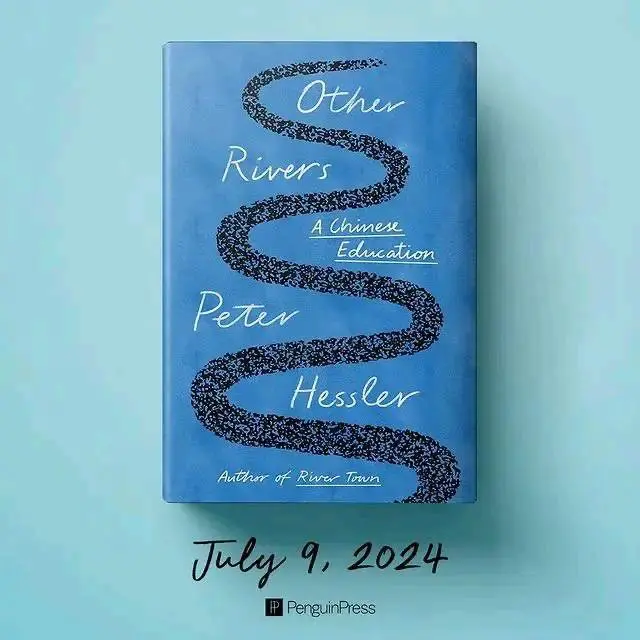 Other
Rivers
A Chinese
Education
Peter
Hessler
Author of River Town
July 9, 2024
PenguinPress